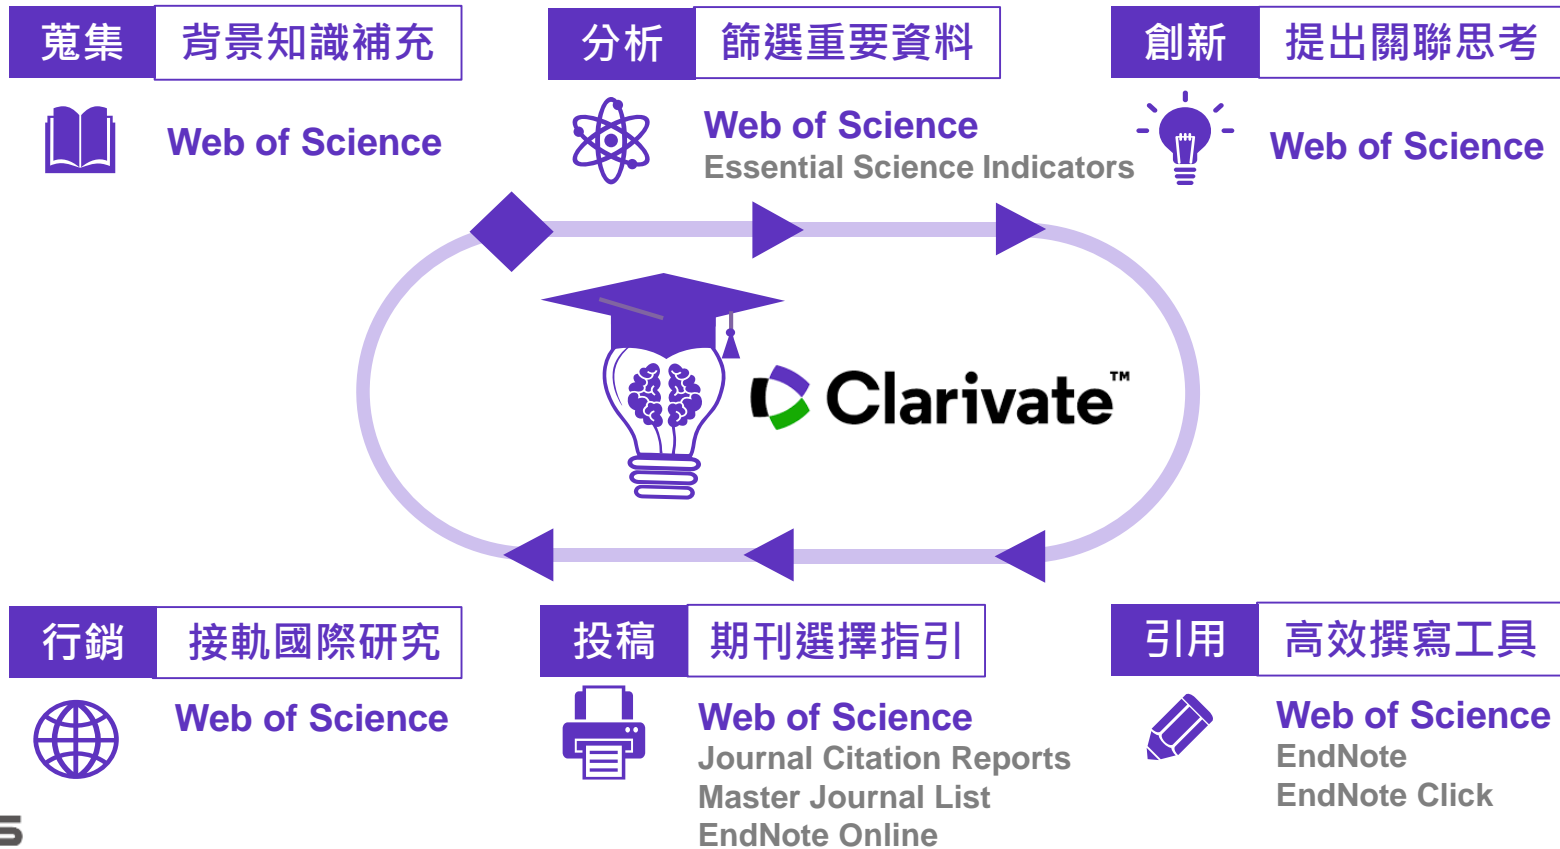 蒐集 背景知識補充
Web of Science
分析 篩選重要資料
Web of Science
Essential Science Indicators
創新 提出關聯思考
Web of Science
Clarivate™
行銷 接軌國際研究
Web of Science
投稿 期刊選擇指引
Web of Science
Journal Citation Reports
Master Journal List
EndNote Online
引用 高效撰寫工具
Web of Science
EndNote
EndNote Click